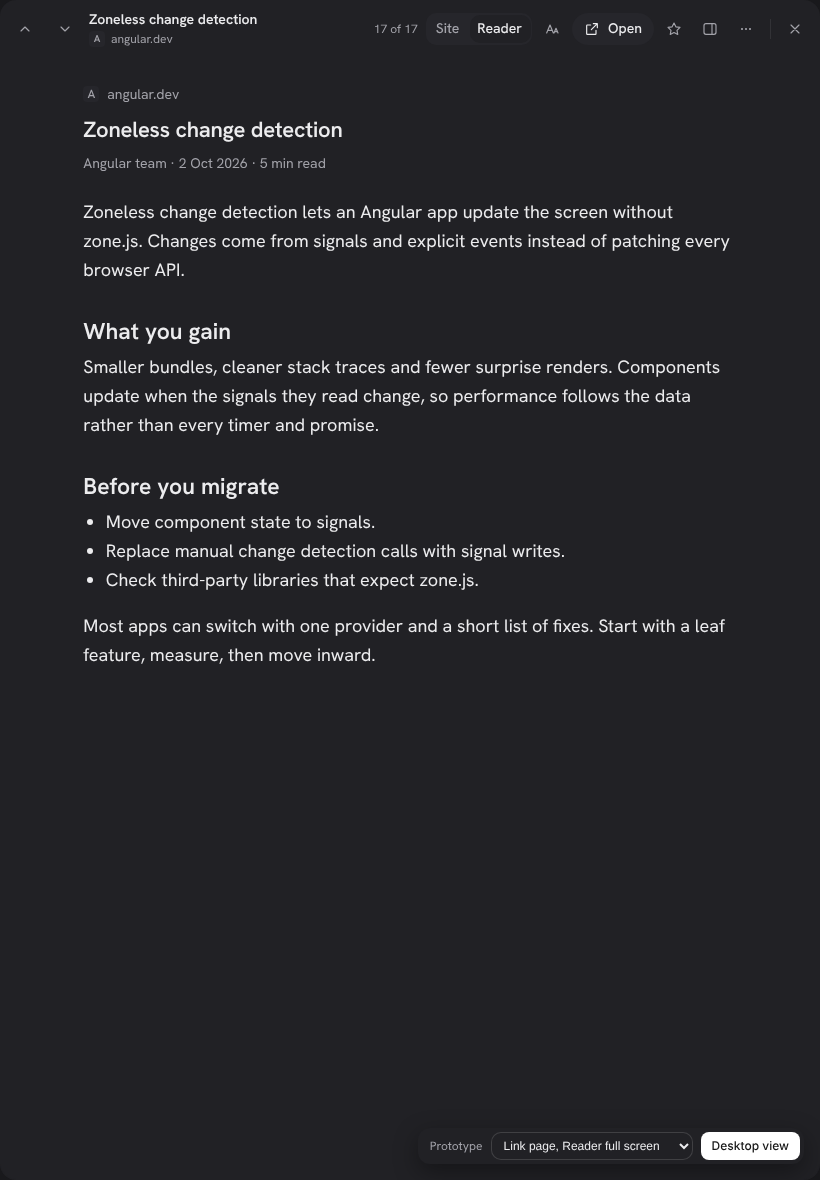 Zoneless change detection
A angular.dev
17 of 17
Site
Reader
AA
Open
A angular.dev
Zoneless change detection
Angular team · 2 Oct 2026 · 5 min read
Zoneless change detection lets an Angular app update the screen without
zone.js. Changes come from signals and explicit events instead of patching every
browser API.
What you gain
Smaller bundles, cleaner stack traces and fewer surprise renders. Components
update when the signals they read change, so performance follows the data
rather than every timer and promise.
Before you migrate
• Move component state to signals.
• Replace manual change detection calls with signal writes.
• Check third-party libraries that expect zone.js.
Most apps can switch with one provider and a short list of fixes. Start with a leaf
feature, measure, then move inward.
Prototype
Link page, Reader full screen
Desktop view